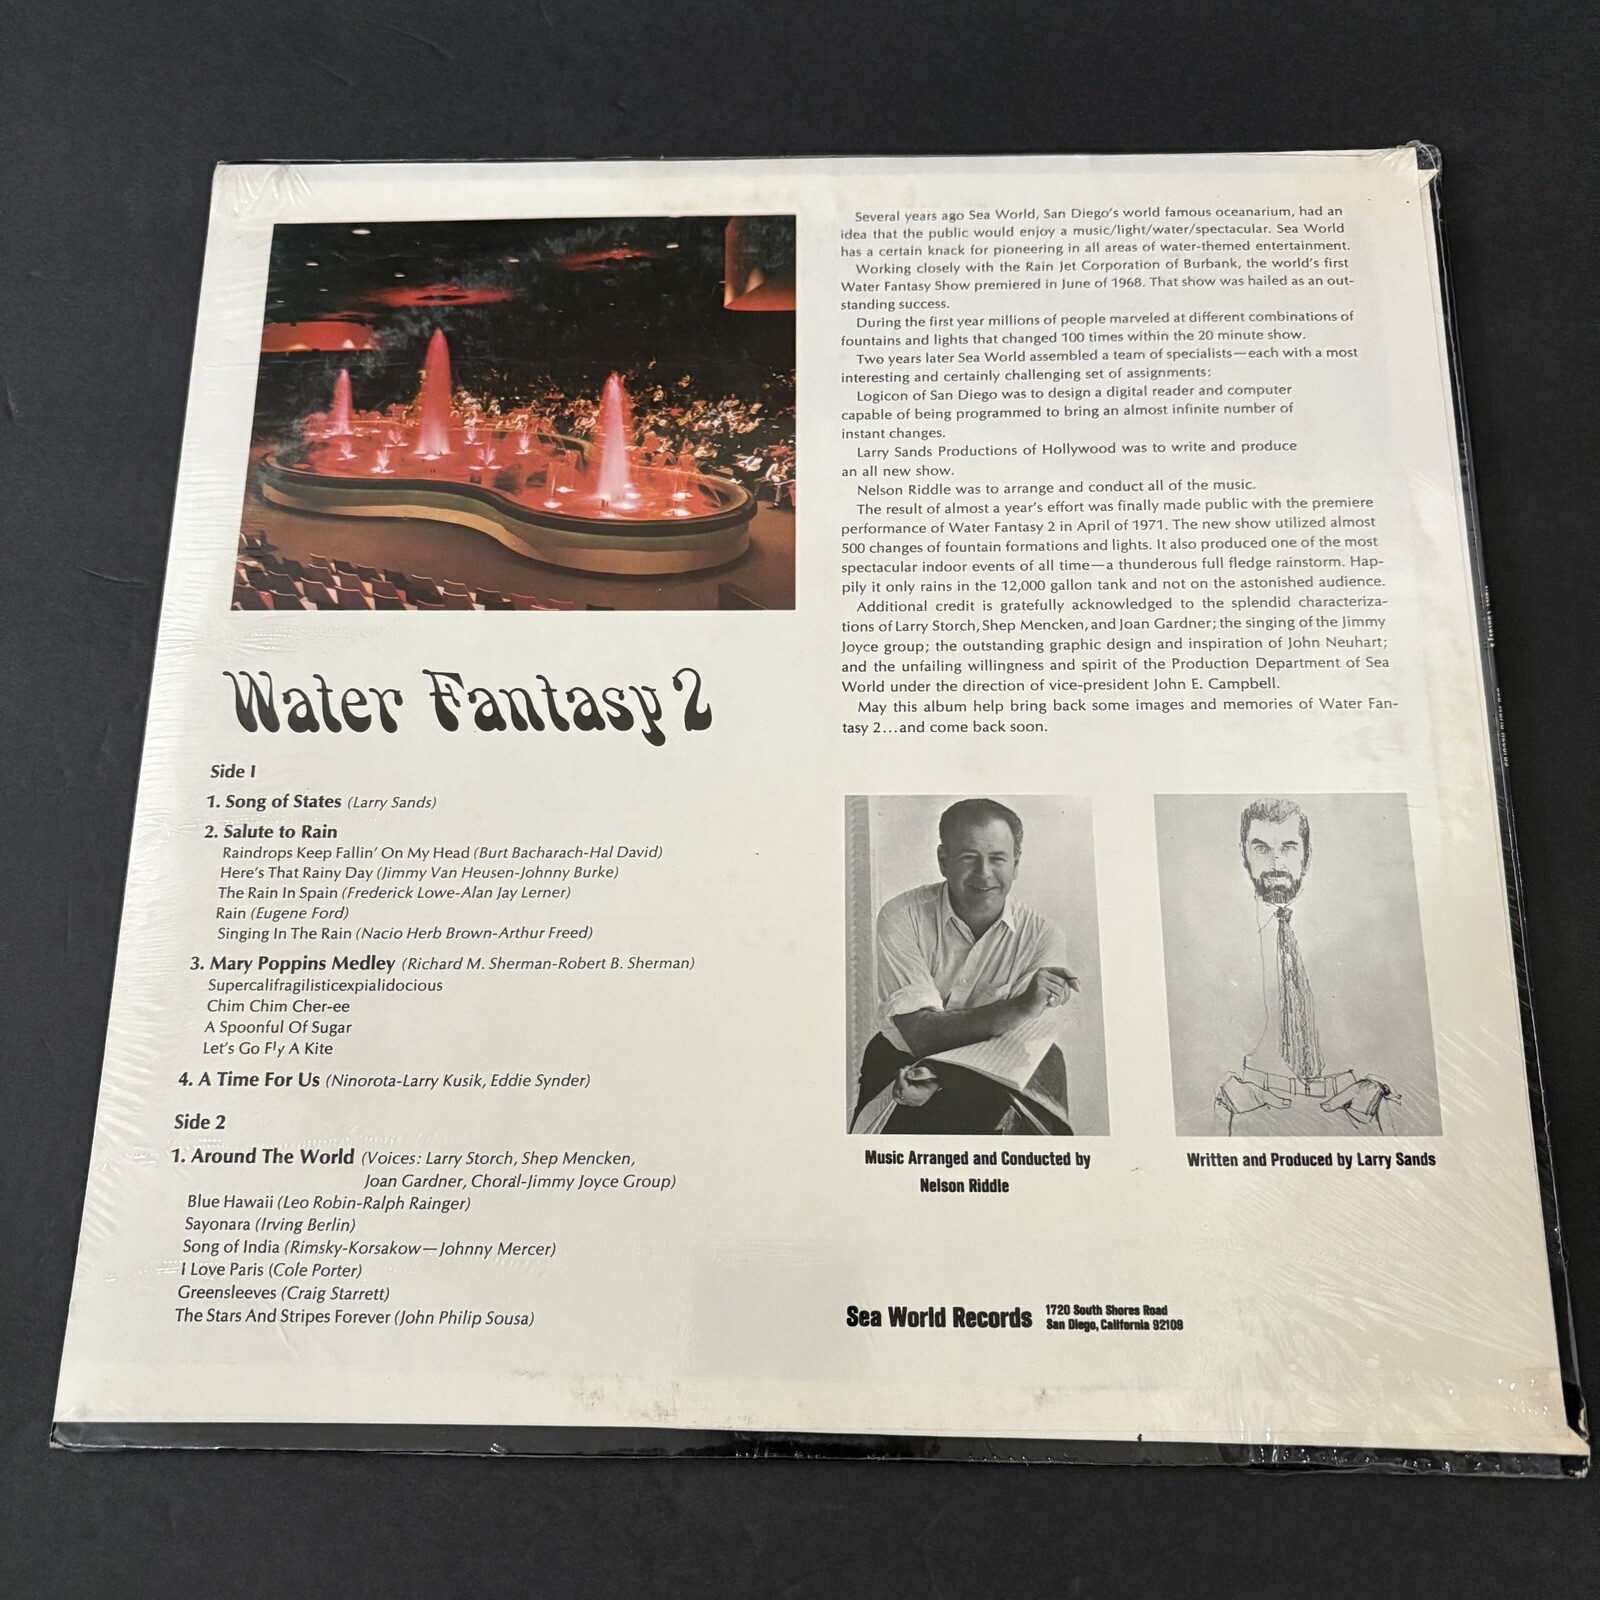 Several years ago Sea World, San Diego's world famous oceanarium, had an
idea that the public would enjoy a music/light/water/spectacular. Sea World
has a certain knack for pioneering in all areas of water-themed entertainment.
Working closely with the Rain Jet Corporation of Burbank, the world's first
Water Fantasy Show premiered in June of 1968. That show was hailed as an out-
standing success.
During the first year millions of people marveled at different combinations of
fountains and lights that changed 100 times within the 20 minute show.
Two years later Sea World assembled a team of specialists—each with a most
interesting and certainly challenging set of assignments:
Logicon of San Diego was to design a digital reader and computer
capable of being programmed to bring an almost infinite number of
instant changes.
Larry Sands Productions of Hollywood was to write and produce
an all new show.
Nelson Riddle was to arrange and conduct all of the music.
The result of almost a year's effort was finally made public with the premiere
performance of Water Fantasy 2 in April of 1971. The new show utilized almost
500 changes of fountain formations and lights. It also produced one of the most
spectacular indoor events of all time—a thunderous full fledge rainstorm. Hap-
pily it only rains in the 12,000 gallon tank and not on the astonished audience.
Additional credit is gratefully acknowledged to the splendid characteriza-
tions of Larry Storch, Shep Mencken, and Joan Gardner; the singing of the Jimmy
Joyce group; the outstanding graphic design and inspiration of John Neuhart;
and the unfailing willingness and spirit of the Production Department of Sea
World under the direction of vice-president John E. Campbell.
May this album help bring back some images and memories of Water Fan-
tasy 2...and come back soon.
Water Fantasy 2
Side 1
1. Song of States (Larry Sands)
2. Salute to Rain
Raindrops Keep Fallin' On My Head (Burt Bacharach-Hal David)
Here's That Rainy Day (Jimmy Van Heusen-Johnny Burke)
The Rain In Spain (Frederick Lowe-Alan Jay Lerner)
Rain (Eugene Ford)
Singing In The Rain (Nacio Herb Brown-Arthur Freed)
3. Mary Poppins Medley (Richard M. Sherman-Robert B. Sherman)
Supercalifragilisticexpialidocious
Chim Chim Cher-ee
A Spoonful Of Sugar
Let's Go Fly A Kite
4. A Time For Us (Ninorota-Larry Kusik, Eddie Synder)
Side 2
1. Around The World (Voices: Larry Storch, Shep Mencken,
Joan Gardner, Choral-Jimmy Joyce Group)
Blue Hawaii (Leo Robin-Ralph Rainger)
Sayonara (Irving Berlin)
Song of India (Rimsky-Korsakow—Johnny Mercer)
I Love Paris (Cole Porter)
Greensleeves (Craig Starrett)
The Stars And Stripes Forever (John Philip Sousa)
Music Arranged and Conducted by
Nelson Riddle
Written and Produced by Larry Sands
Sea World Records
1720 South Shores Road
San Diego, California 92109